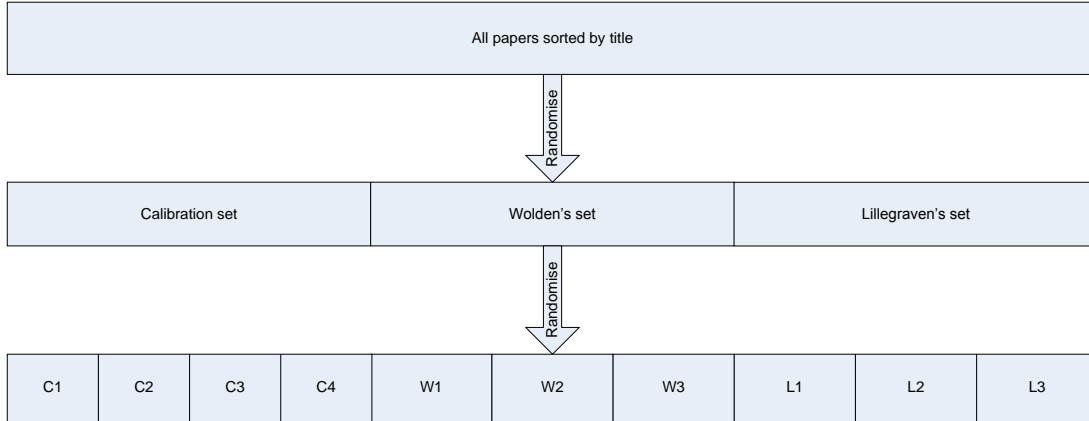 All papers sorted by title
Randomise
Calibration set
Wolden's set
Lillegraven's set
Randomise
C1
C2
C3
C4
W1
W2
W3
L1
L2
L3